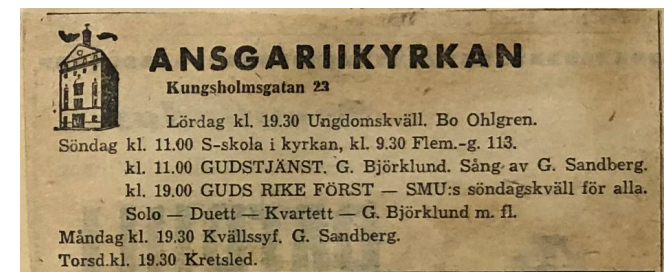 ANSGARIIKYRKAN
Kungsholmsgatan 23
Lördag kl. 19.30 Ungdomskväll. Bo Ohlgren.
Söndag kl. 11.00 S-skola i kyrkan, kl. 9.30 Flem.-g. 113.
kl. 11.00 GUDSTJÄNST. G. Björklund. Sång av G. Sandberg.
kl. 19.00 GUDS RIKE FÖRST — SMU:s söndagskväll för alla.
Solo — Duett — Kvartett — G. Björklund m. fl.
Måndag kl. 19.30 Kvällssyf. G. Sandberg.
Torsd.kl. 19.30 Kretsled.